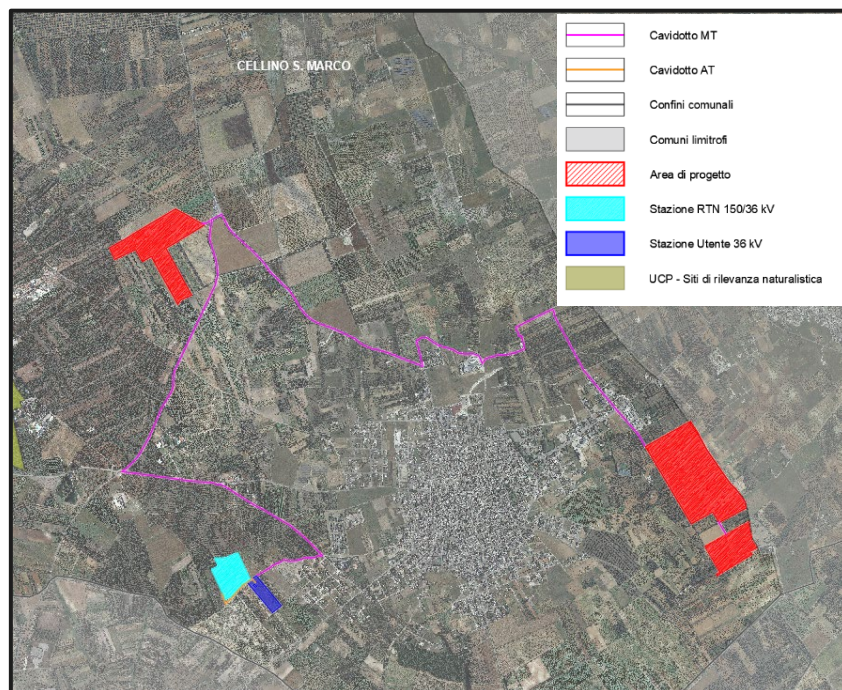 CELLINO S. MARCO
Cavidotto MT
Cavidotto AT
Confini comunali
Comuni limitrofi
Area di progetto
Stazione RTN 150/36 kV
Stazione Utente 36 kV
UCP - Siti di rilevanza naturalistica